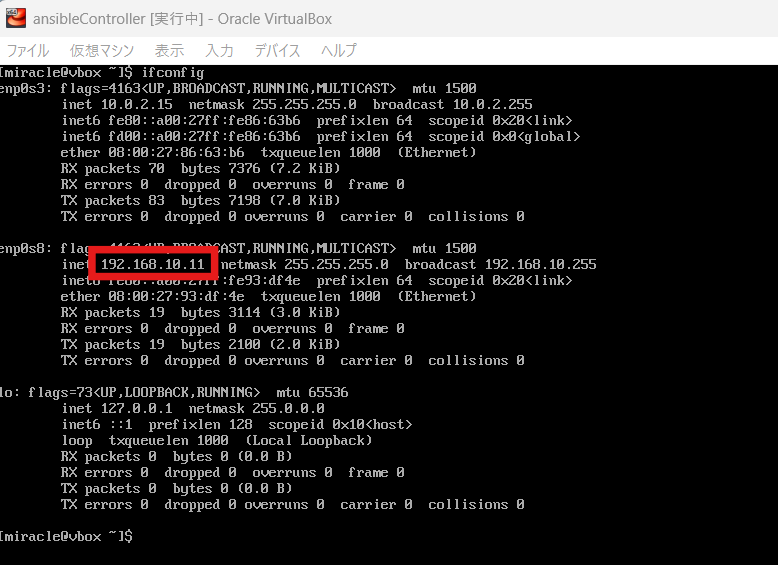 ansibleController [実行中] - Oracle VirtualBox
ファイル 仮想マシン 表示 入力 デバイス ヘルプ
[miracle@vbox ~]$ ifconfig
enp0s3: flags=4163<UP,BROADCAST,RUNNING,MULTICAST> mtu 1500
inet 10.0.2.15 netmask 255.255.255.0 broadcast 10.0.2.255
inet6 fe80::a00:27ff:fe86:63b6 prefixlen 64 scopeid 0x20<link>
inet6 fd00::a00:27ff:fe86:63b6 prefixlen 64 scopeid 0x0<global>
ether 08:00:27:86:63:b6 txqueuelen 1000 (Ethernet)
RX packets 70 bytes 7376 (7.2 KiB)
RX errors 0 dropped 0 overruns 0 frame 0
TX packets 83 bytes 7198 (7.0 KiB)
TX errors 0 dropped 0 overruns 0 carrier 0 collisions 0
enp0s8: flags=4163<UP,BROADCAST,RUNNING,MULTICAST> mtu 1500
inet 192.168.10.11 netmask 255.255.255.0 broadcast 192.168.10.255
inet6 fe80::a00:27ff:fe93:df4e prefixlen 64 scopeid 0x20<link>
ether 08:00:27:93:df:4e txqueuelen 1000 (Ethernet)
RX packets 19 bytes 3114 (3.0 KiB)
RX errors 0 dropped 0 overruns 0 frame 0
TX packets 19 bytes 2100 (2.0 KiB)
TX errors 0 dropped 0 overruns 0 carrier 0 collisions 0
lo: flags=73<UP,LOOPBACK,RUNNING> mtu 65536
inet 127.0.0.1 netmask 255.0.0.0
inet6 ::1 prefixlen 128 scopeid 0x10<host>
loop txqueuelen 1000 (Local Loopback)
RX packets 0 bytes 0 (0.0 B)
RX errors 0 dropped 0 overruns 0 frame 0
TX packets 0 bytes 0 (0.0 B)
TX errors 0 dropped 0 overruns 0 carrier 0 collisions 0
[miracle@vbox ~]$